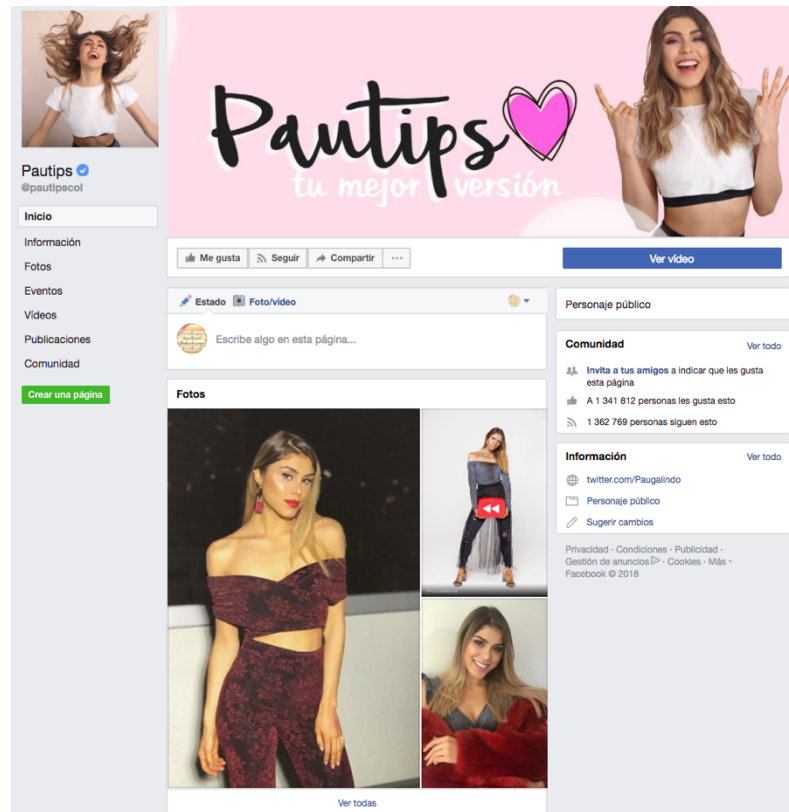 Pautips
@pautipscol
Inicio
Información
Fotos
Eventos
Vídeos
Publicaciones
Comunidad
Crear una página
Pautips
tu mejor versión
Me gusta
Seguir
Compartir
...
Ver vídeo
Estado
Foto/vídeo
Escribe algo en esta página...
Fotos
Ver todas
Personaje público
Comunidad
Ver todo
Invita a tus amigos a indicar que les gusta
esta página
A 1 341 812 personas les gusta esto
1 362 769 personas siguen esto
Información
Ver todo
twitter.com/Paugalindo
Personaje público
Sugerir cambios
Privacidad · Condiciones · Publicidad ·
Gestión de anuncios · Cookies · Más ·
Facebook © 2018